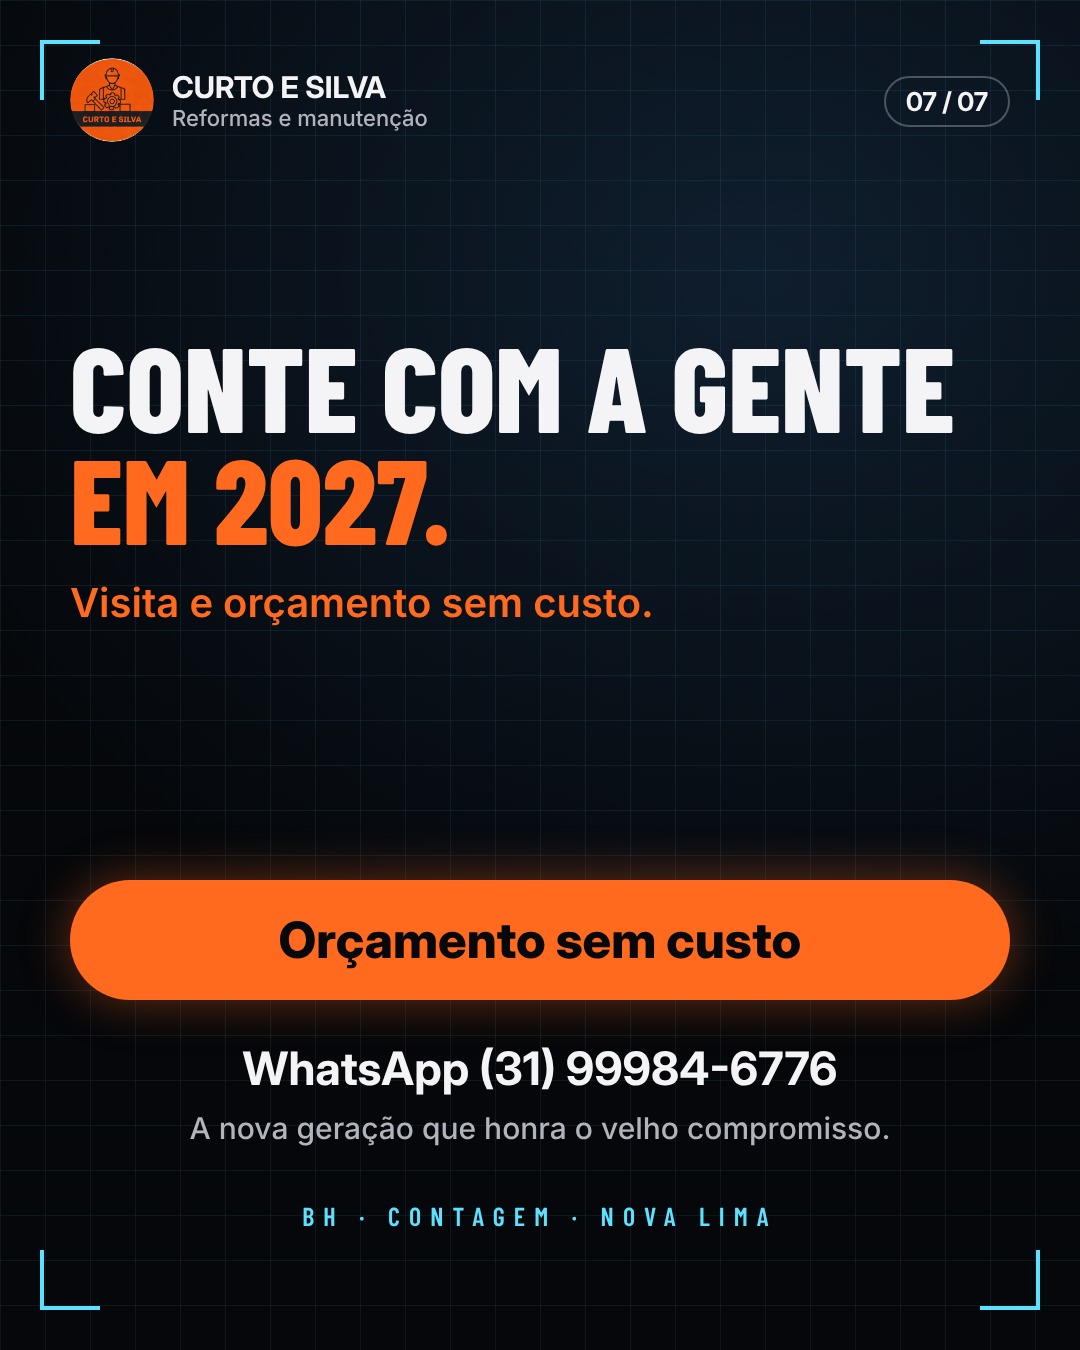 CURTO E SILVA
CURTO E SILVA
Reformas e manutenção
07 / 07
CONTE COM A GENTE
EM 2027.
Visita e orçamento sem custo.
Orçamento sem custo
WhatsApp (31) 99984-6776
A nova geração que honra o velho compromisso.
BH · CONTAGEM · NOVA LIMA